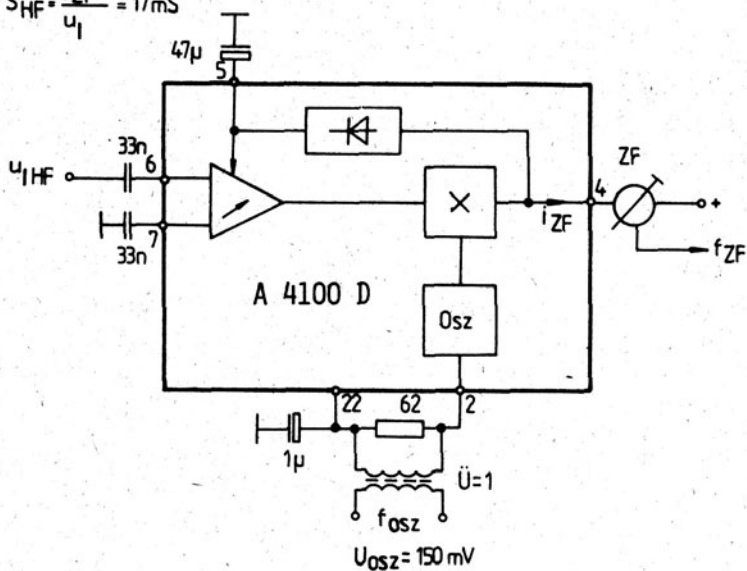 S_HF = = 17mS
u_I
47µ
5
33n
6
ZF
u_I HF
4
+
i_ZF
7
f_ZF
33n
A 4100 D
Osz
22
62
2
1µ
Ü=1
f_osz
U_osz = 150 mV